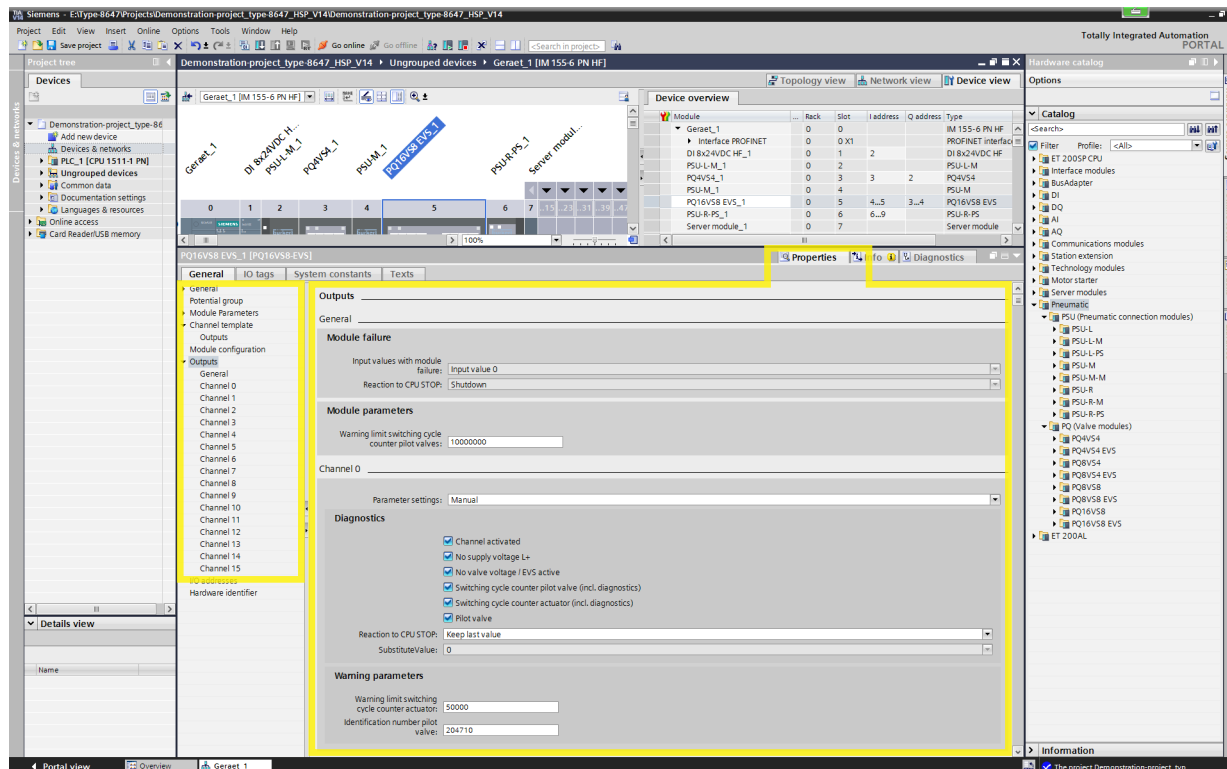 Siemens - E:\Type-8647\Projects\Demonstration-project_type-8647_HSP_V14\Demonstration-project_type-8647_HSP_V14
Project Edit View Insert Online Options Tools Window Help
Totally Integrated Automation
PORTAL
Save project Go online Go offline <Search in project>
Project tree
Demonstration-project_type-8647_HSP_V14 Ungrouped devices Geraet_1 [IM 155-6 PN HF]
Hardware catalog
Devices
Topology view Network view Device view
Options
Geraet_1 [IM 155-6 PN HF]
Device overview
Devices & networks
Demonstration-project_type-86
Add new device
Devices & networks
PLC_1 [CPU 1511-1 PN]
Ungrouped devices
Common data
Documentation settings
Languages & resources
Online access
Card Reader/USB memory
Geraet_1
DI 8x24VDC H...
PSU-L-M_1
PQ4VS4_1
PSU-M_1
PQ16VS8 EVS_1
PSU-R-PS_1
Server modul...
0 1 2 3 4 5 6 7 ..15 ..23 ..31 ..39 ..47
SIEMENS
100%
Module ... Rack Slot I address Q address Type
Geraet_1 0 0 IM 155-6 PN HF
Interface PROFINET 0 0 X1 PROFINET interface
DI 8x24VDC HF_1 0 1 2 DI 8x24VDC HF
PSU-L-M_1 0 2 PSU-L-M
PQ4VS4_1 0 3 3 2 PQ4VS4
PSU-M_1 0 4 PSU-M
PQ16VS8 EVS_1 0 5 4...5 3...4 PQ16VS8 EVS
PSU-R-PS_1 0 6 6...9 PSU-R-PS
Server module_1 0 7 Server module
Catalog
<Search>
Filter Profile: <All>
ET 200SP CPU
Interface modules
BusAdapter
DI
DQ
AI
AQ
Communications modules
Station extension
Technology modules
Motor starter
Server modules
Pneumatic
PSU (Pneumatic connection modules)
PSU-L
PSU-L-M
PSU-L-PS
PSU-M
PSU-M-M
PSU-R
PSU-R-M
PSU-R-PS
PQ (Valve modules)
PQ4VS4
PQ4VS4 EVS
PQ8VS4
PQ8VS4 EVS
PQ8VS8
PQ8VS8 EVS
PQ16VS8
PQ16VS8 EVS
ET 200AL
PQ16VS8 EVS_1 [PQ16VS8-EVS]
Properties Info Diagnostics
General IO tags System constants Texts
General
Potential group
Module Parameters
Channel template
Outputs
Module configuration
Outputs
General
Channel 0
Channel 1
Channel 2
Channel 3
Channel 4
Channel 5
Channel 6
Channel 7
Channel 8
Channel 9
Channel 10
Channel 11
Channel 12
Channel 13
Channel 14
Channel 15
I/O addresses
Hardware identifier
Outputs
General
Module failure
Input values with module
failure: Input value 0
Reaction to CPU STOP: Shutdown
Module parameters
Warning limit switching cycle
counter pilot valves: 10000000
Channel 0
Parameter settings: Manual
Diagnostics
Channel activated
No supply voltage L+
No valve voltage / EVS active
Switching cycle counter pilot valve (incl. diagnostics)
Switching cycle counter actuator (incl. diagnostics)
Pilot valve
Reaction to CPU STOP: Keep last value
SubstituteValue: 0
Warning parameters
Warning limit switching
cycle counter actuator: 50000
Identification number pilot
valve: 204710
Details view
Name
Information
Portal view Overview Geraet_1
The project Demonstration-project_typ...